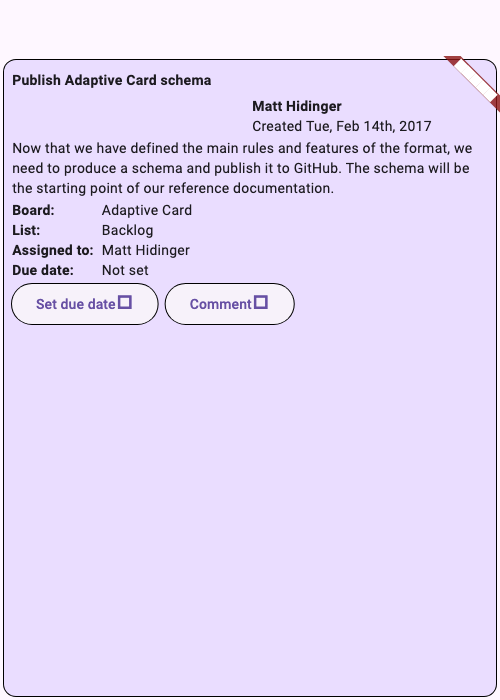 Publish Adaptive Card schema
Matt Hidinger
Created Tue, Feb 14th, 2017
Now that we have defined the main rules and features of the format, we
need to produce a schema and publish it to GitHub. The schema will be
the starting point of our reference documentation.
Board: Adaptive Card
List: Backlog
Assigned to: Matt Hidinger
Due date: Not set
Set due date Comment